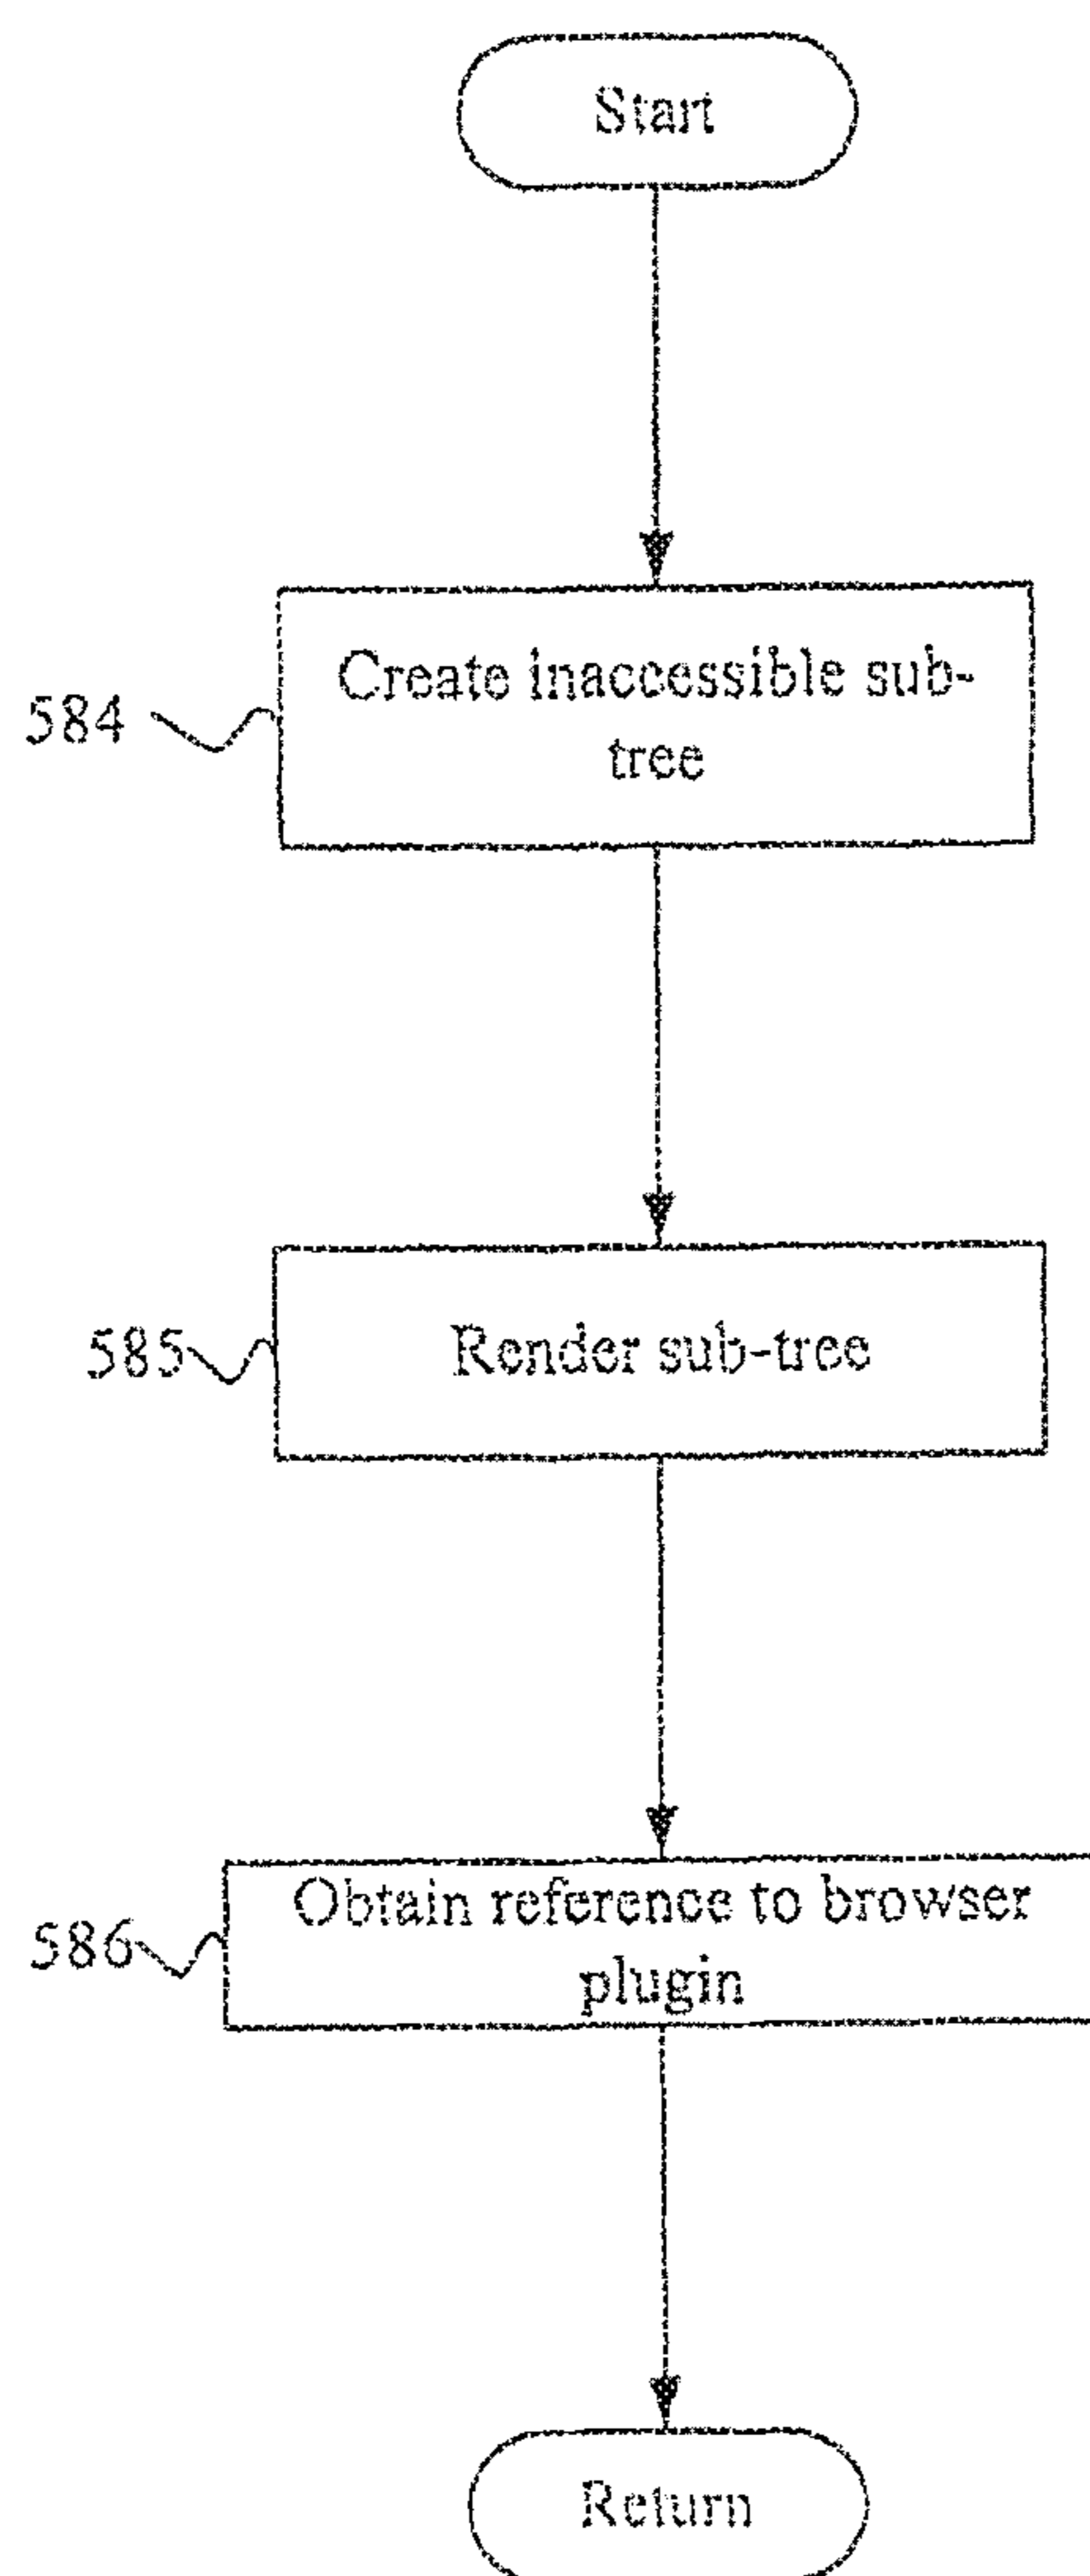 Start
584
Create inaccessible sub-
tree
585
Render sub-tree
586
Obtain reference to browser
plugin
Return